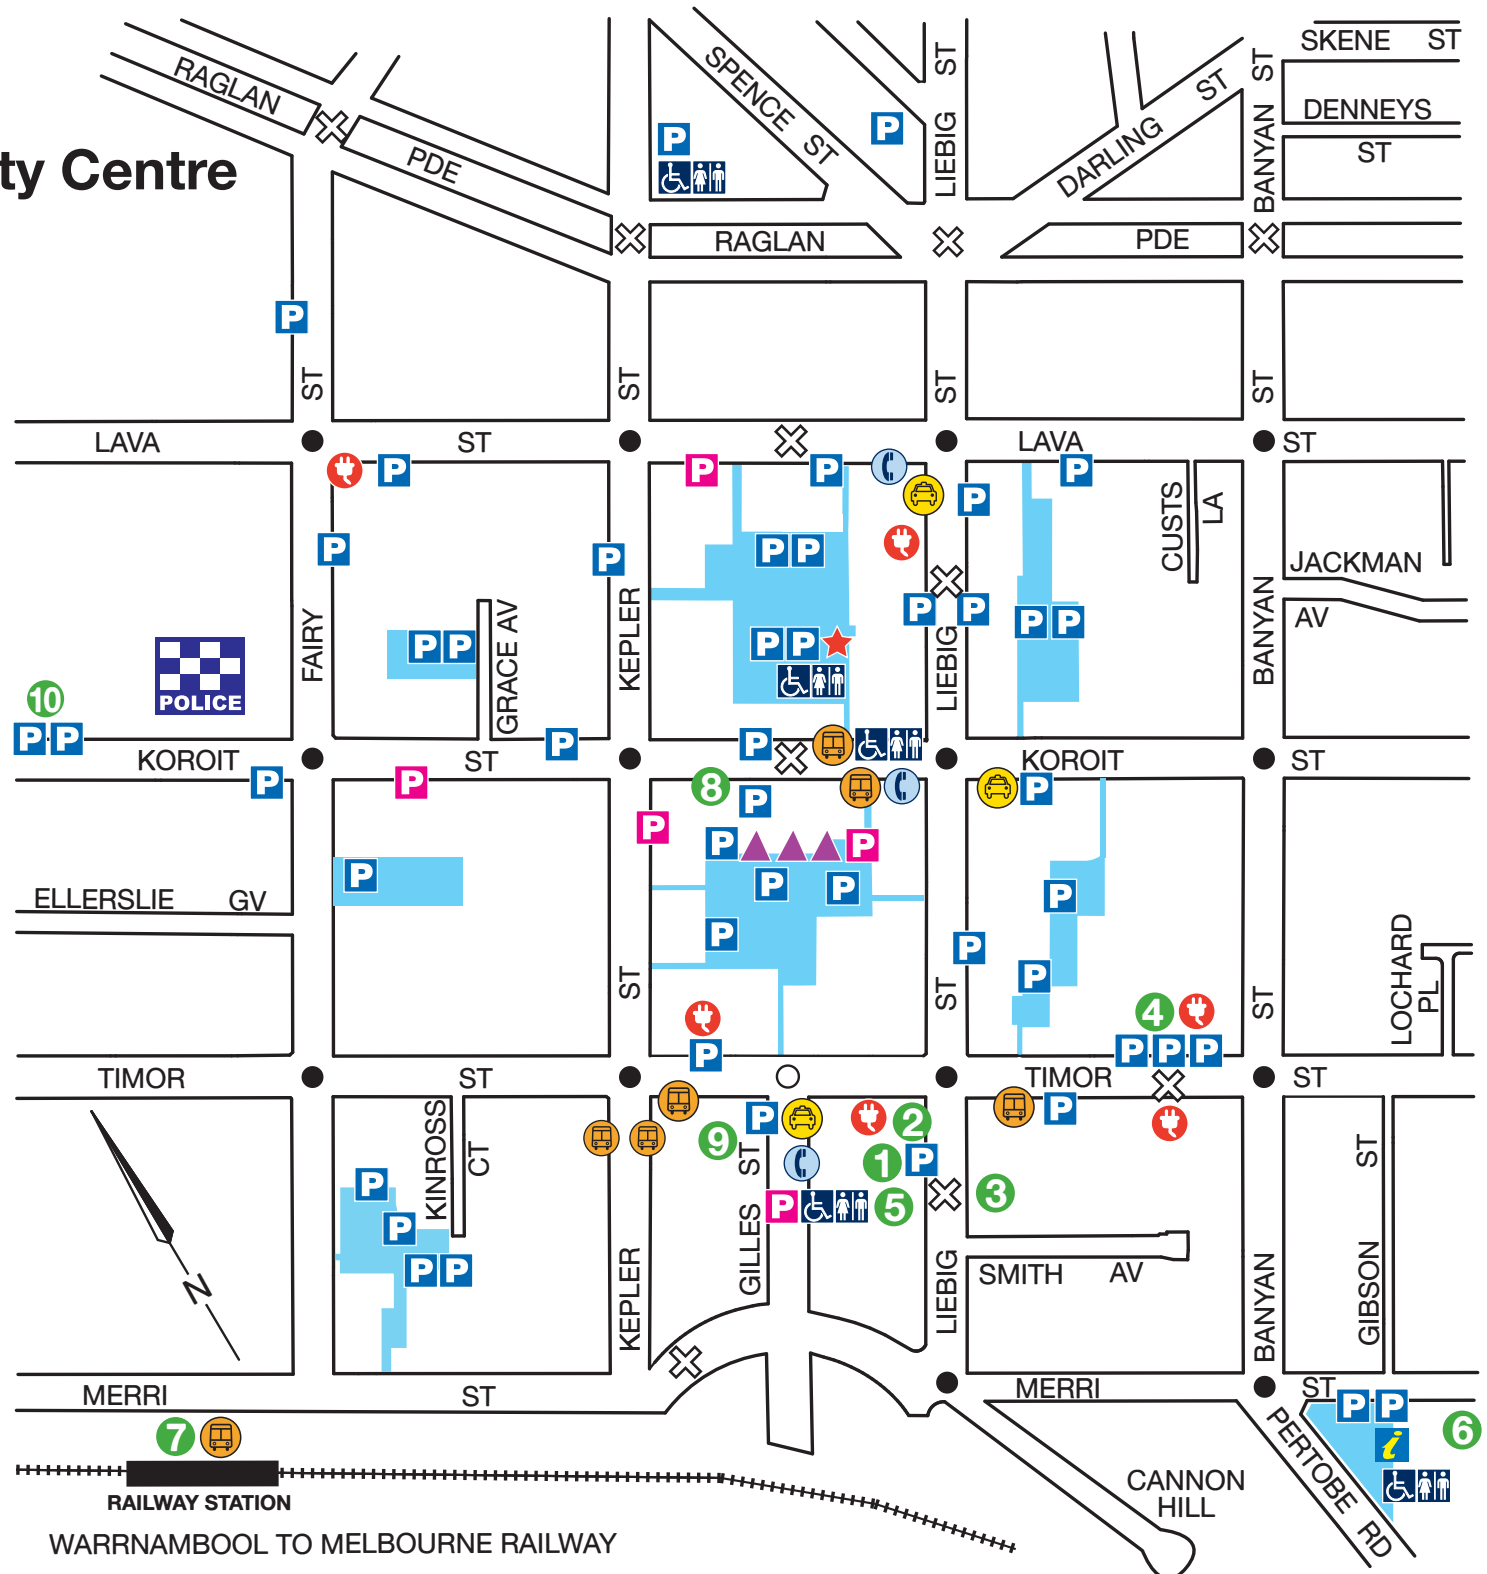 SKENE ST
RAGLAN
SPENCE ST
LIEBIG ST
DARLING ST
BANYAN ST
DENNEYS
ST
P
P
ty Centre
PDE
RAGLAN
PDE
P
ST
ST
ST
ST
LAVA
ST
LAVA
ST
P
P
P
P
P
P
P
P
P
P
CUSTS
LA
JACKMAN
AV
P
P
P
P
P P
FAIRY
P P
GRACE AV
KEPLER
P P
LIEBIG
BANYAN
POLICE
10
P P
P
P
KOROIT
ST
KOROIT
ST
P
P
8
P
P
P
P
P
P
P
P
P
P
ELLERSLIE GV
P
P
P
ST
ST
ST
LOCHARD
PL
4
P
P P P
TIMOR
ST
TIMOR
ST
KINROSS
CT
9
ST
P
2
P
1
P
P
5
3
ST
P
P
P P
GILLES
KEPLER
LIEBIG
SMITH AV
BANYAN
GIBSON
N
MERRI
ST
MERRI
ST
P P
i
6
7
PERTOBE RD
RAILWAY STATION
CANNON
HILL
WARRNAMBOOL TO MELBOURNE RAILWAY